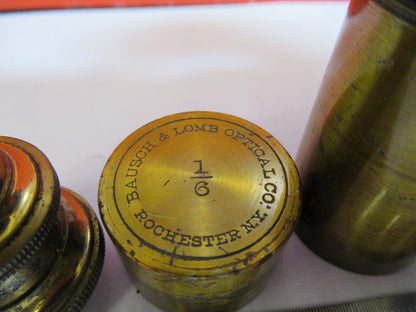 BAUSCH & LOMB OPTICAL CO.
1/6
ROCHESTER N.Y.